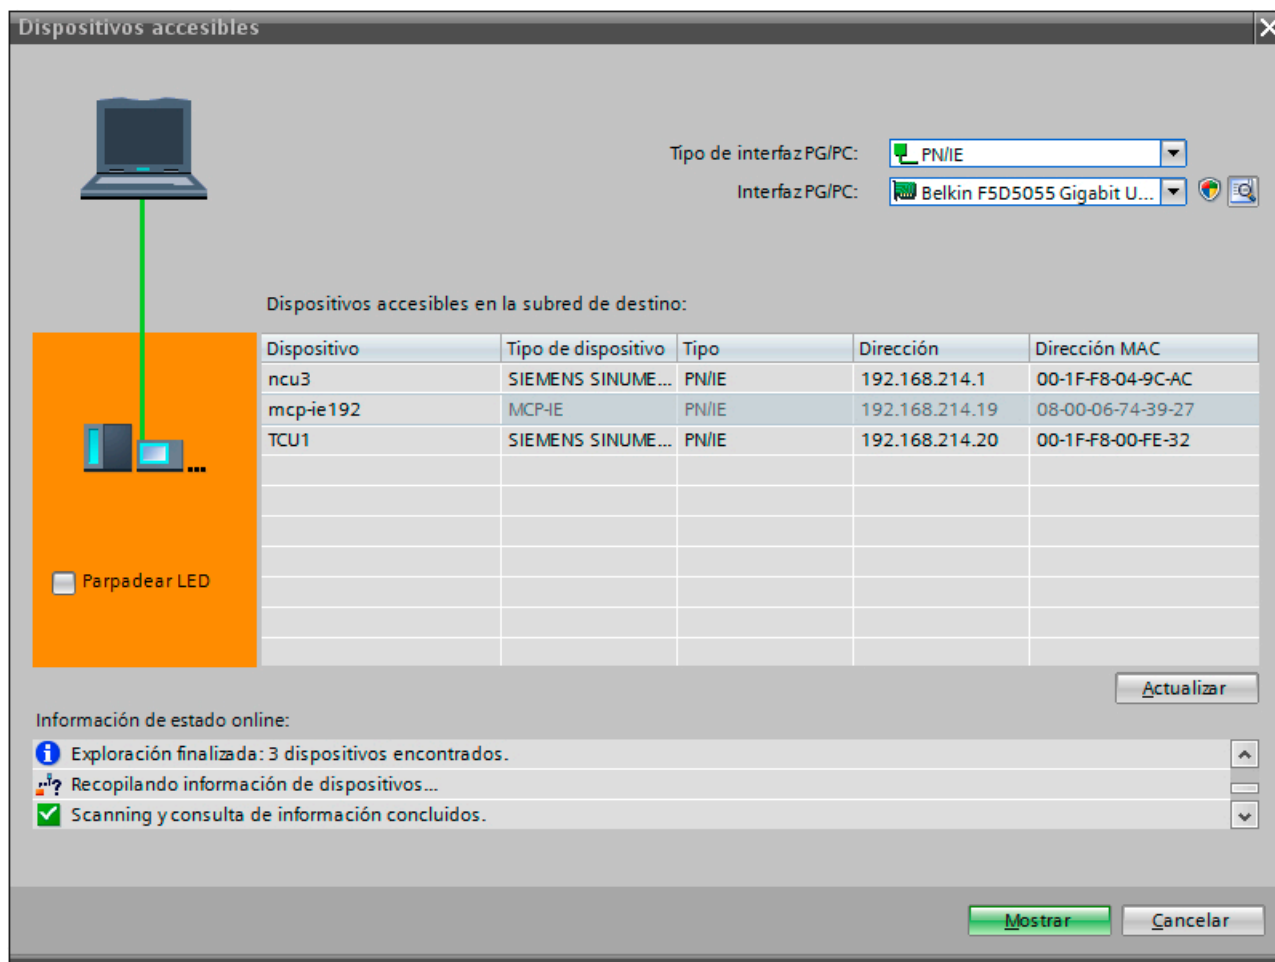 Dispositivos accesibles
Tipo de interfaz PG/PC: PN/IE
Interfaz PG/PC: Belkin F5D5055 Gigabit U...
Dispositivos accesibles en la subred de destino:
Dispositivo Tipo de dispositivo Tipo Dirección Dirección MAC
ncu3 SIEMENS SINUME... PN/IE 192.168.214.1 00-1F-F8-04-9C-AC
mcp-ie192 MCP-IE PN/IE 192.168.214.19 08-00-06-74-39-27
TCU1 SIEMENS SINUME... PN/IE 192.168.214.20 00-1F-F8-00-FE-32
Parpadear LED
Actualizar
Información de estado online:
Exploración finalizada: 3 dispositivos encontrados.
Recopilando información de dispositivos...
Scanning y consulta de información concluidos.
Mostrar Cancelar